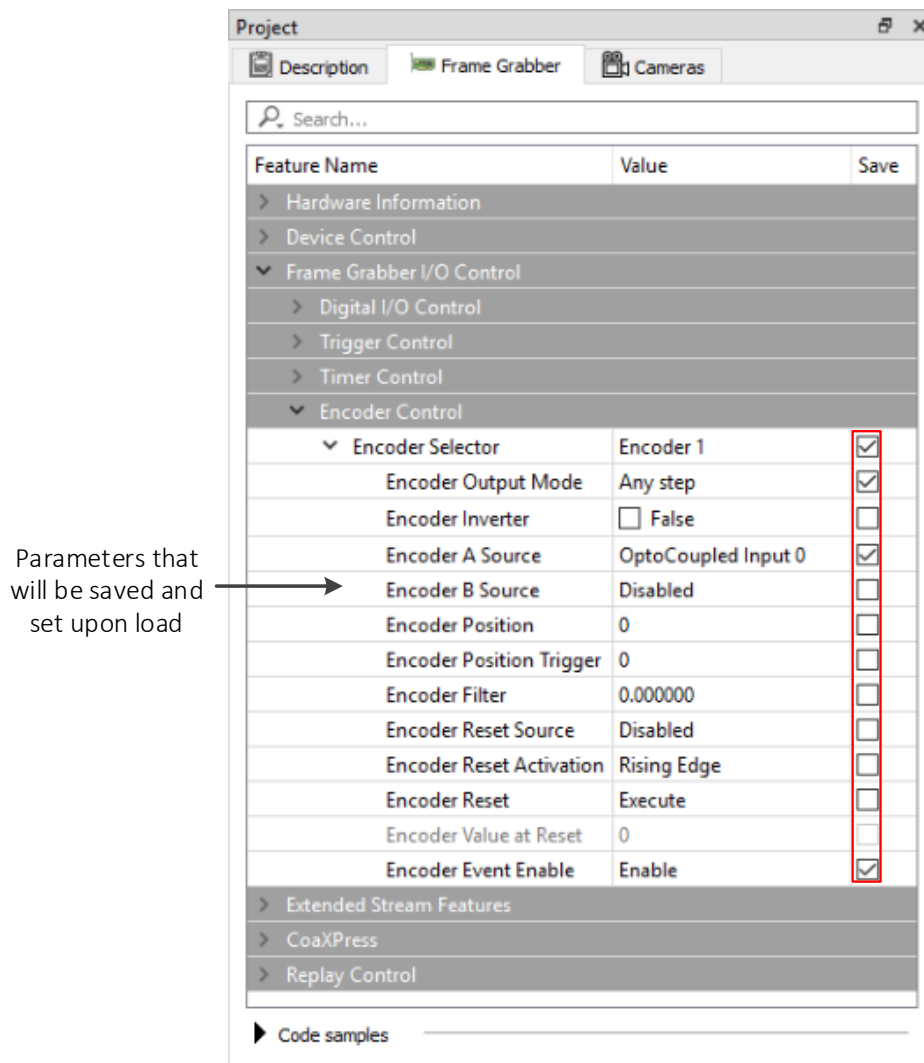 Project
Description Frame Grabber Cameras
Search...
Feature Name Value Save
Hardware Information
Device Control
Frame Grabber I/O Control
Digital I/O Control
Trigger Control
Timer Control
Encoder Control
Encoder Selector Encoder 1
Encoder Output Mode Any step
Encoder Inverter False
Encoder A Source OptoCoupled Input 0
Encoder B Source Disabled
Encoder Position 0
Encoder Position Trigger 0
Encoder Filter 0.000000
Encoder Reset Source Disabled
Encoder Reset Activation Rising Edge
Encoder Reset Execute
Encoder Value at Reset 0
Encoder Event Enable Enable
Extended Stream Features
CoaXPress
Replay Control
Code samples
Parameters that
will be saved and
set upon load